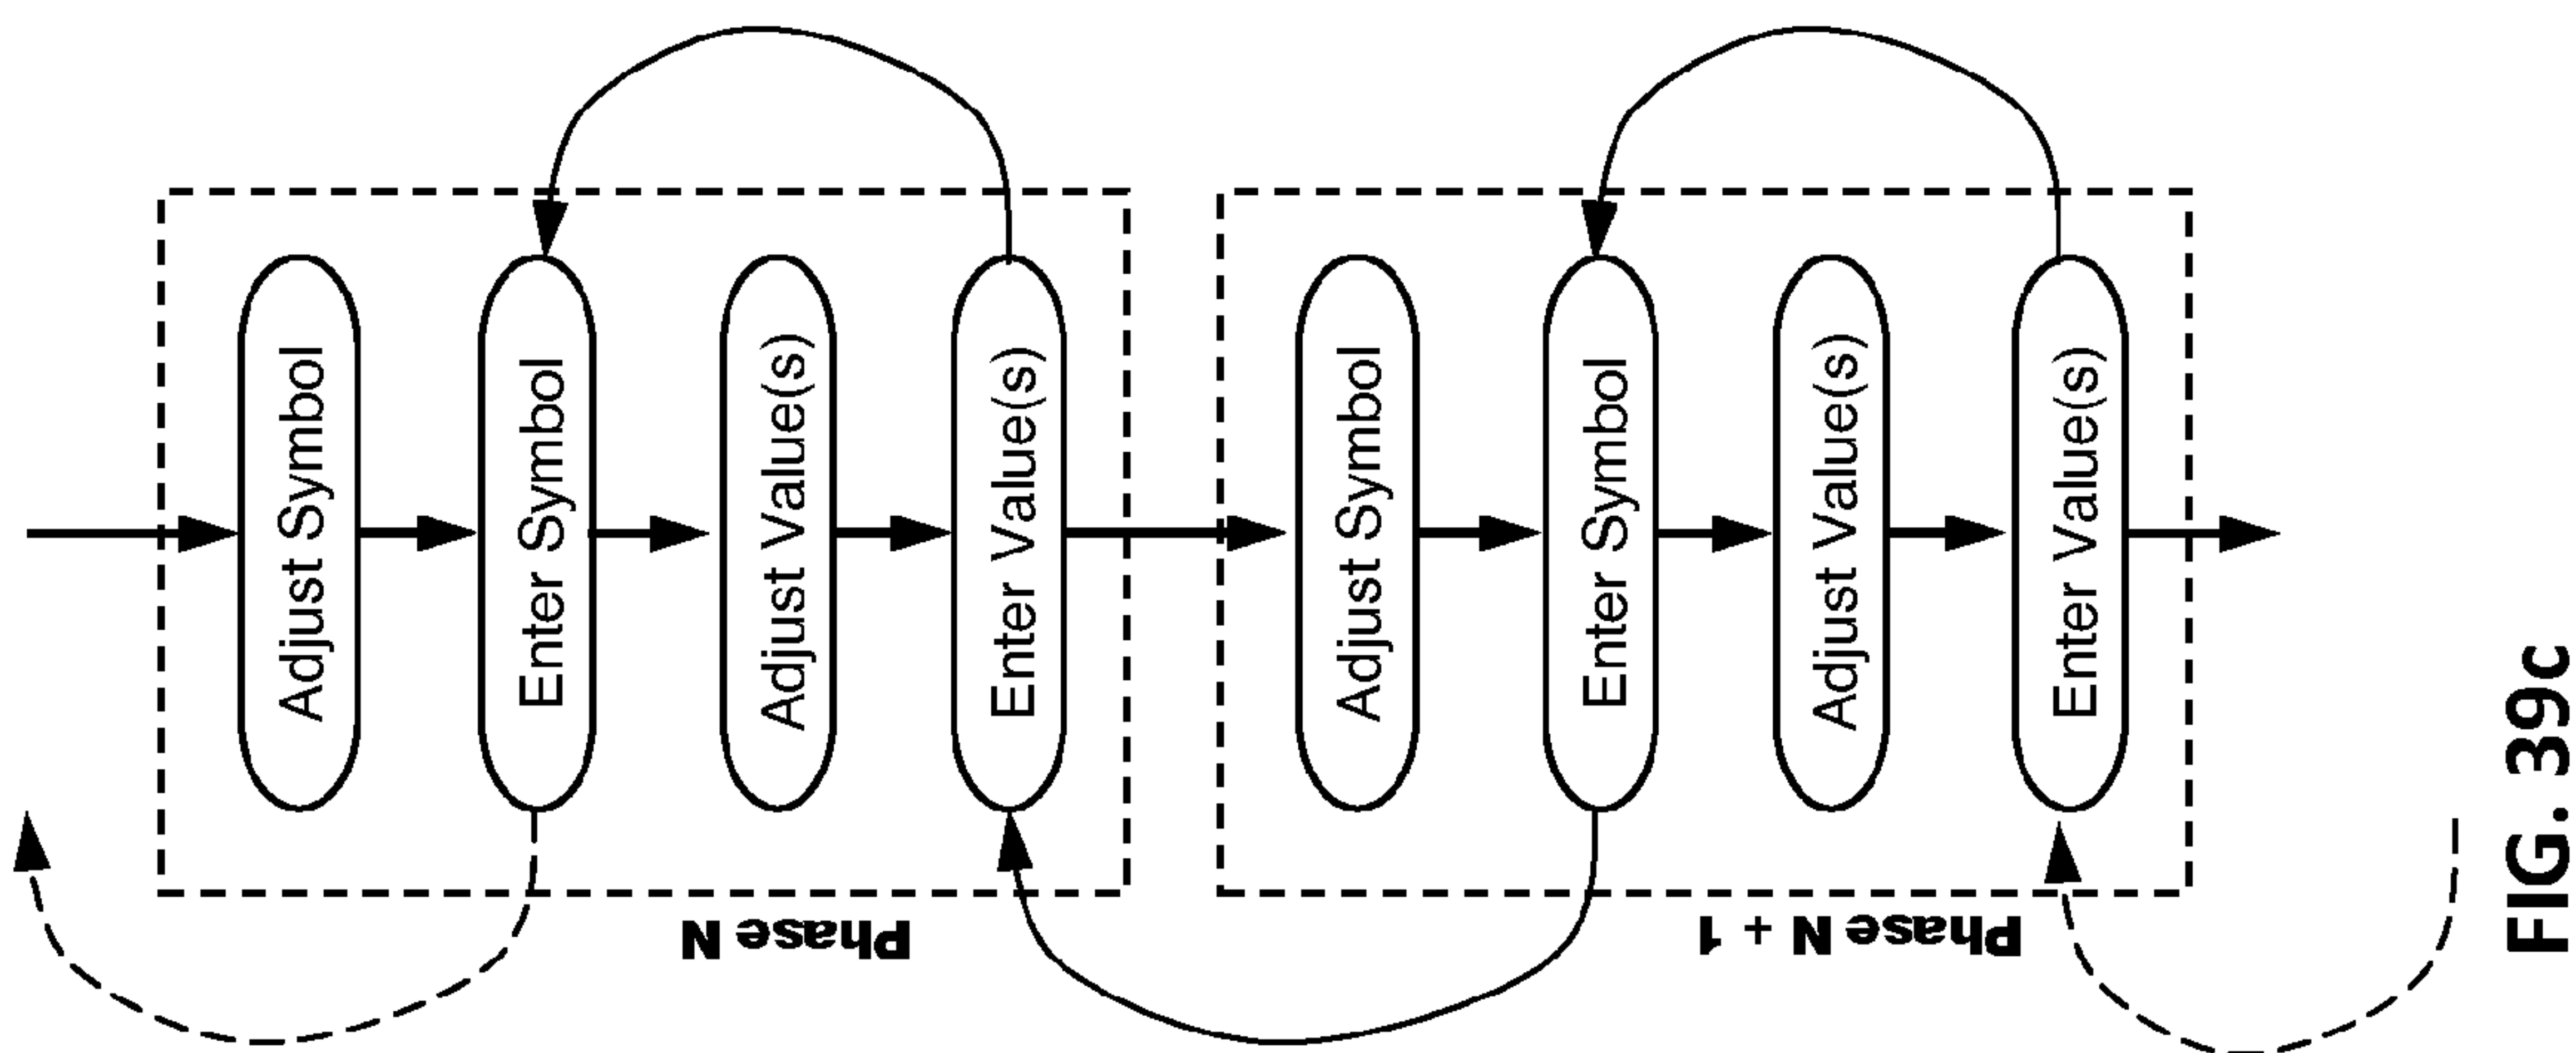 Phase N
Adjust Symbol
Enter Symbol
Adjust Value(s)
Enter Value(s)
Phase N + 1
Adjust Symbol
Enter Symbol
Adjust Value(s)
Enter Value(s)
FIG. 39c